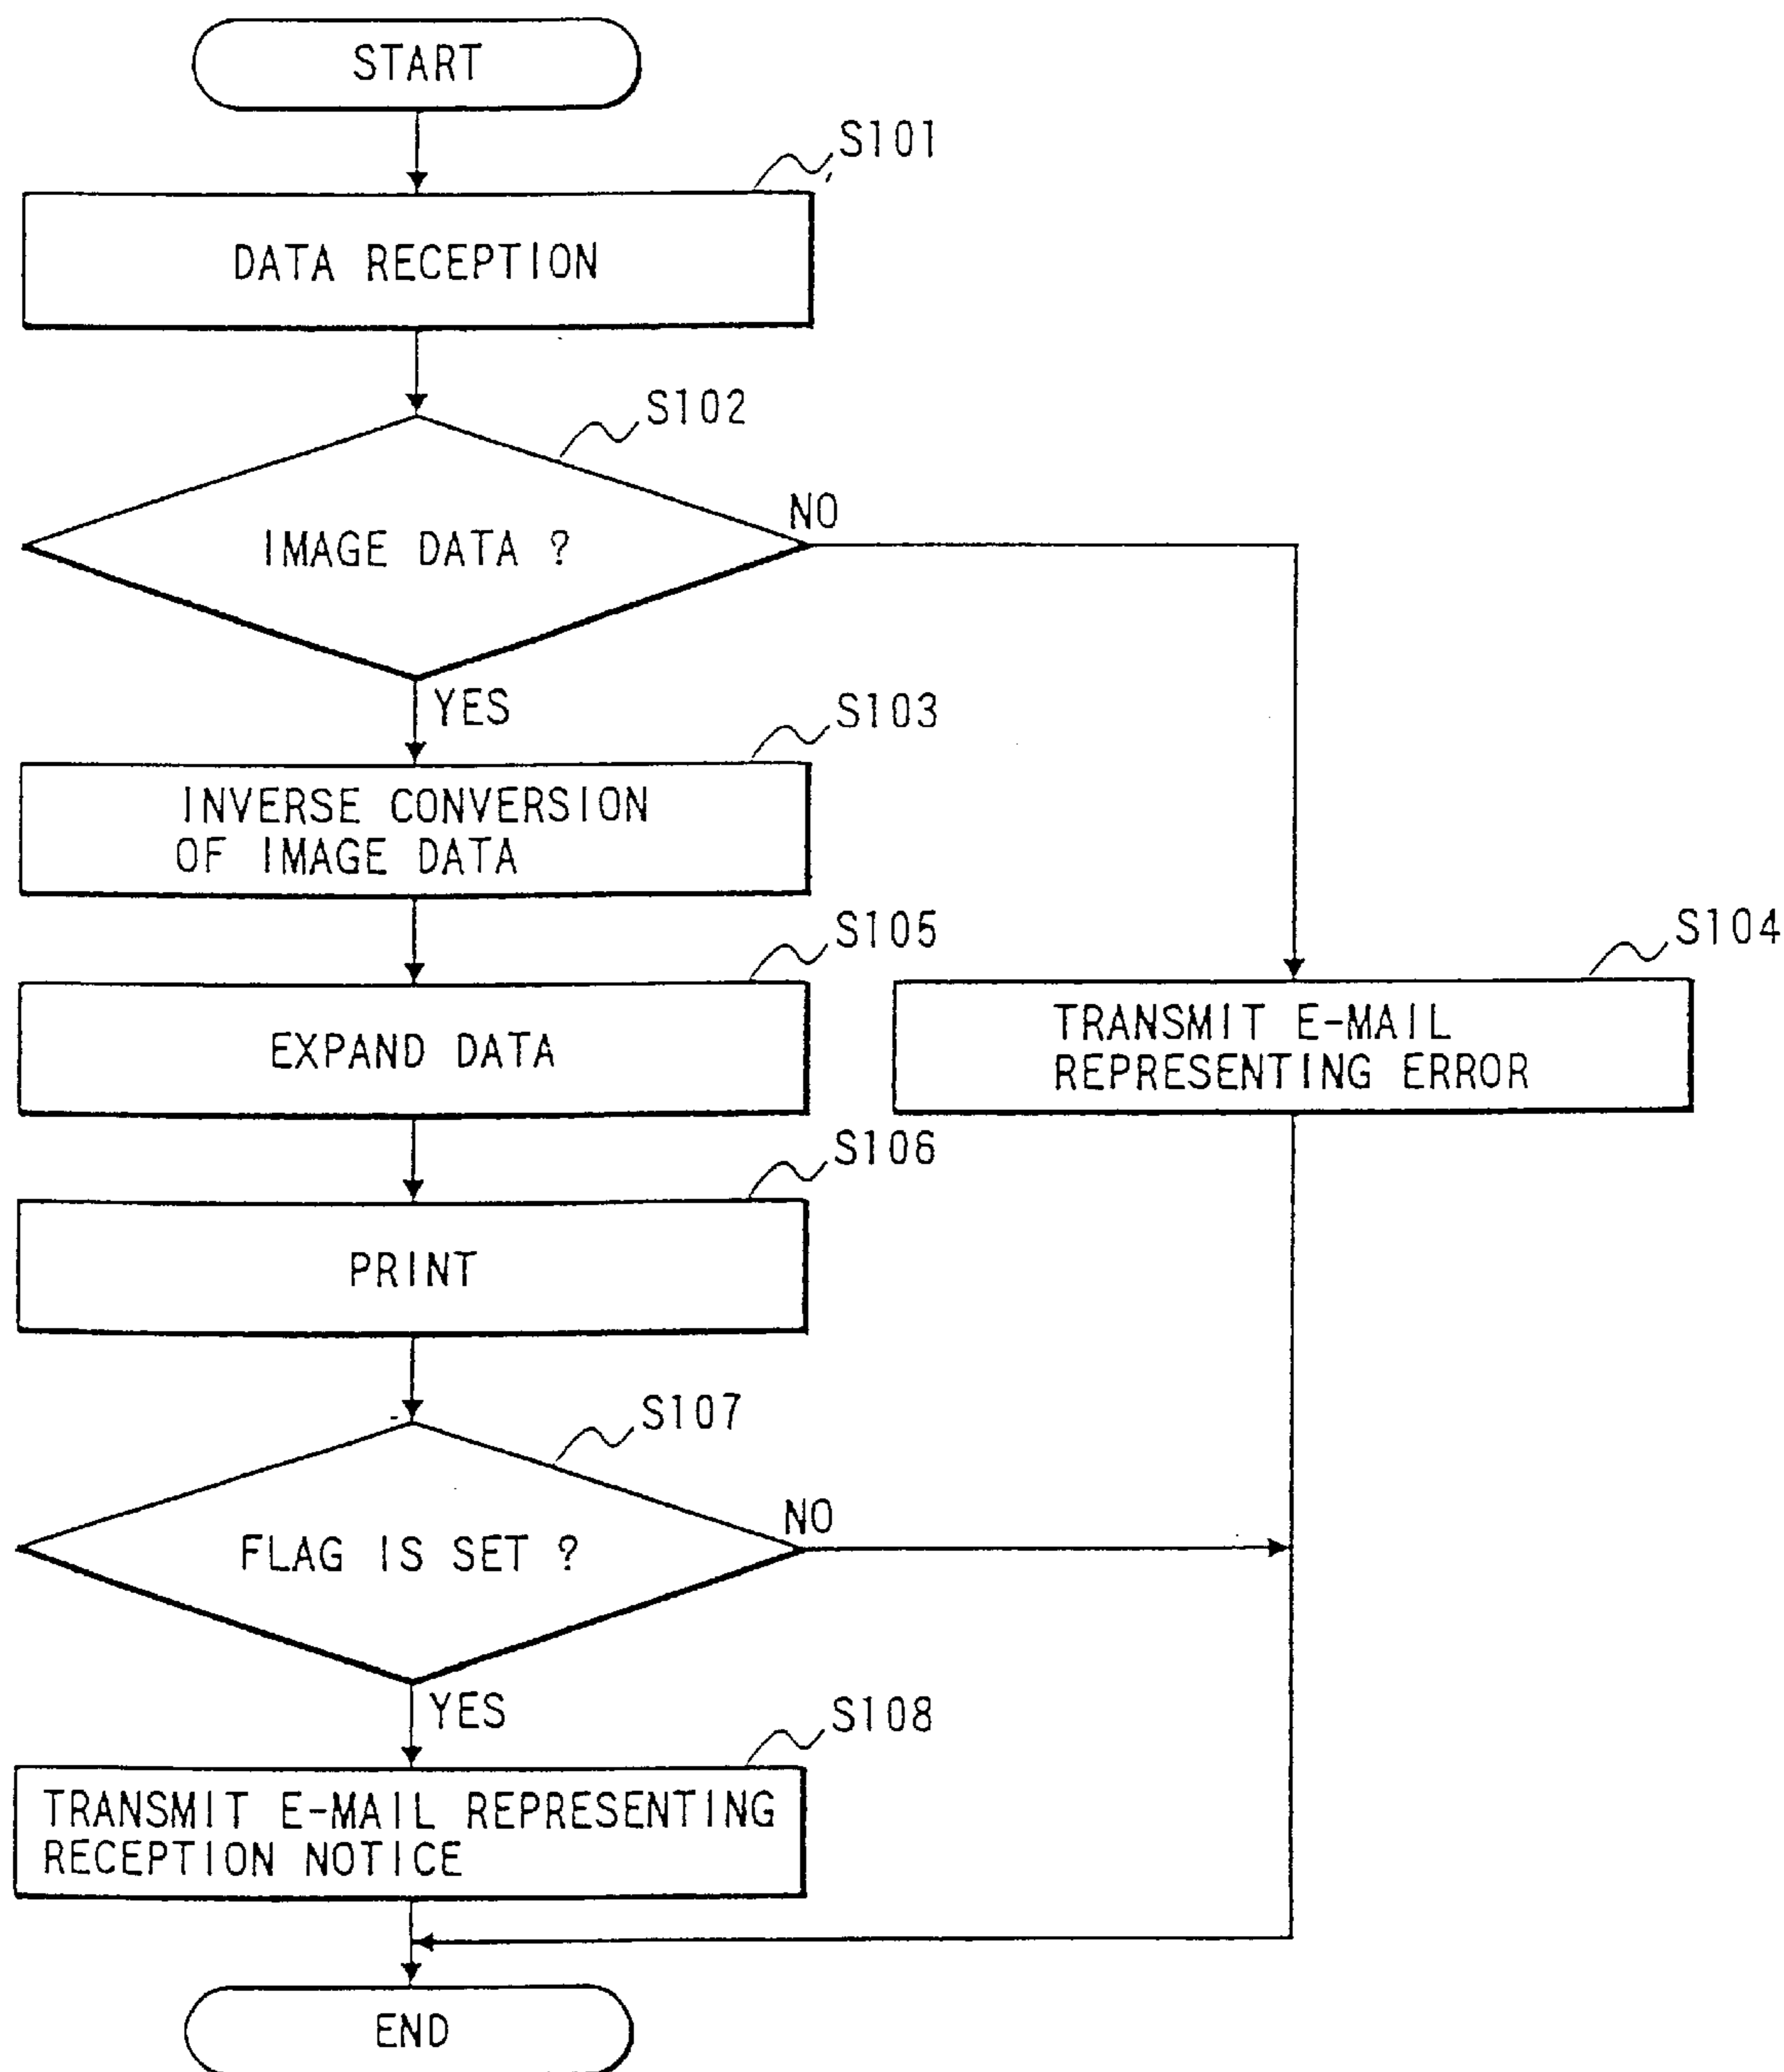 START
S101
DATA RECEPTION
S102
IMAGE DATA ?
NO
YES
S103
INVERSE CONVERSION
OF IMAGE DATA
S105
EXPAND DATA
S104
TRANSMIT E-MAIL
REPRESENTING ERROR
S106
PRINT
S107
FLAG IS SET ?
NO
YES
S108
TRANSMIT E-MAIL REPRESENTING
RECEPTION NOTICE
END